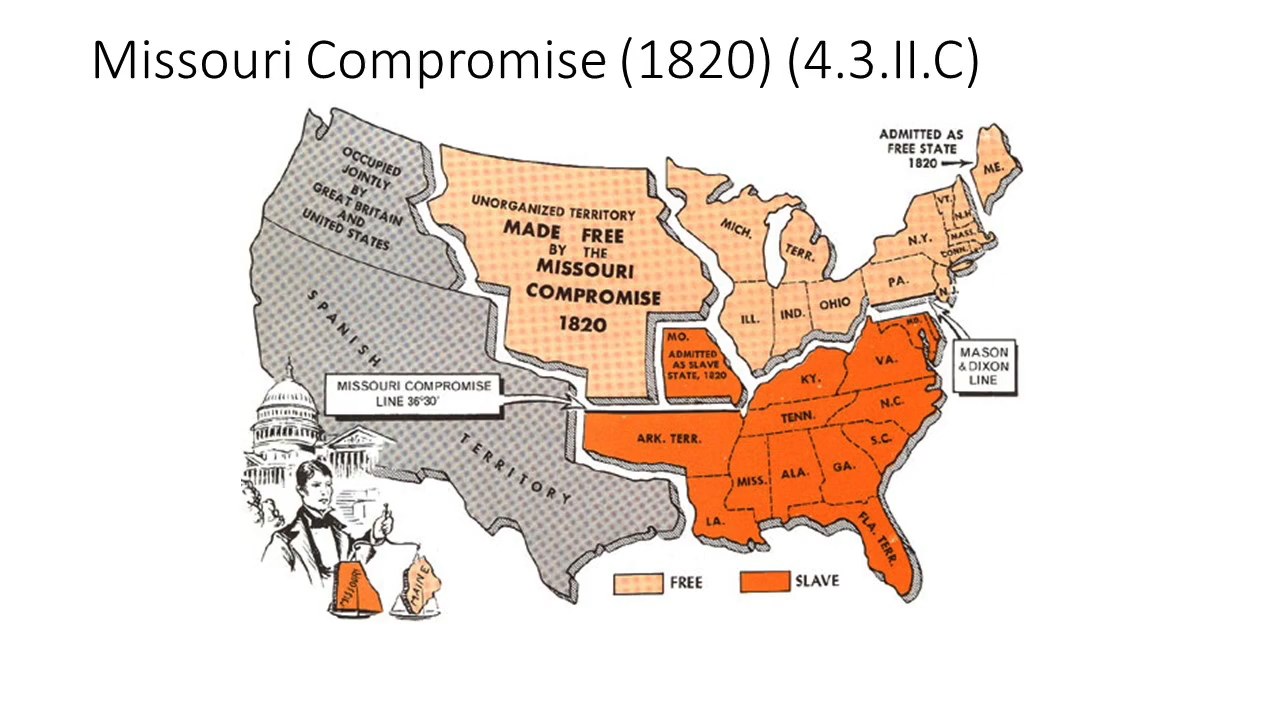 Missouri Compromise (1820) (4.3.II.C)
OCCUPIED
JOINTLY
BY
GREAT BRITAIN
AND
UNITED STATES
UNORGANIZED TERRITORY
MADE FREE
BY THE
MISSOURI
COMPROMISE
1820
ADMITTED AS
FREE STATE
1820
ME.
VT.
N.H.
MASS.
CONN.
N.Y.
MICH.
TERR.
PA.
N.J.
ILL.
IND.
OHIO
SPANISH
TERRITORY
MO.
ADMITTED
AS SLAVE
STATE, 1820
MD.
VA.
KY.
MASON
& DIXON
LINE
MISSOURI COMPROMISE
LINE 36°30'
N.C.
TENN.
ARK. TERR.
S.C.
MISS.
ALA.
GA.
LA.
FLA. TERR.
MISSOURI
MAINE
FREE
SLAVE